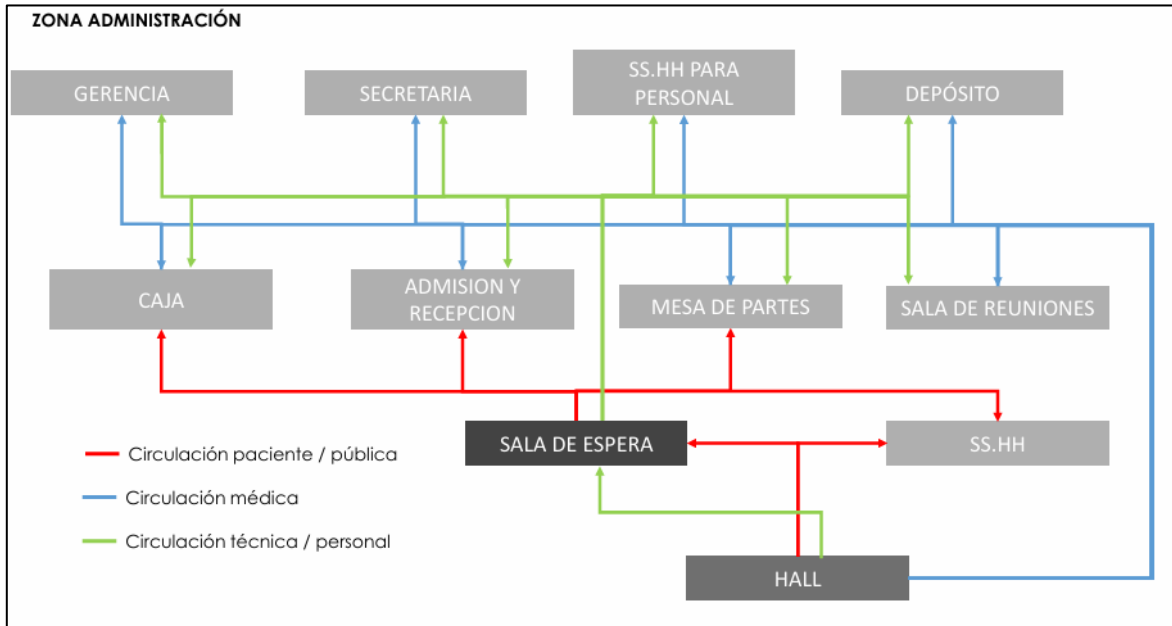 ZONA ADMINISTRACIÓN
GERENCIA
SECRETARIA
SS.HH PARA
PERSONAL
DEPÓSITO
CAJA
ADMISION Y
RECEPCION
MESA DE PARTES
SALA DE REUNIONES
SALA DE ESPERA
SS.HH
Circulación paciente / pública
Circulación médica
Circulación técnica / personal
HALL